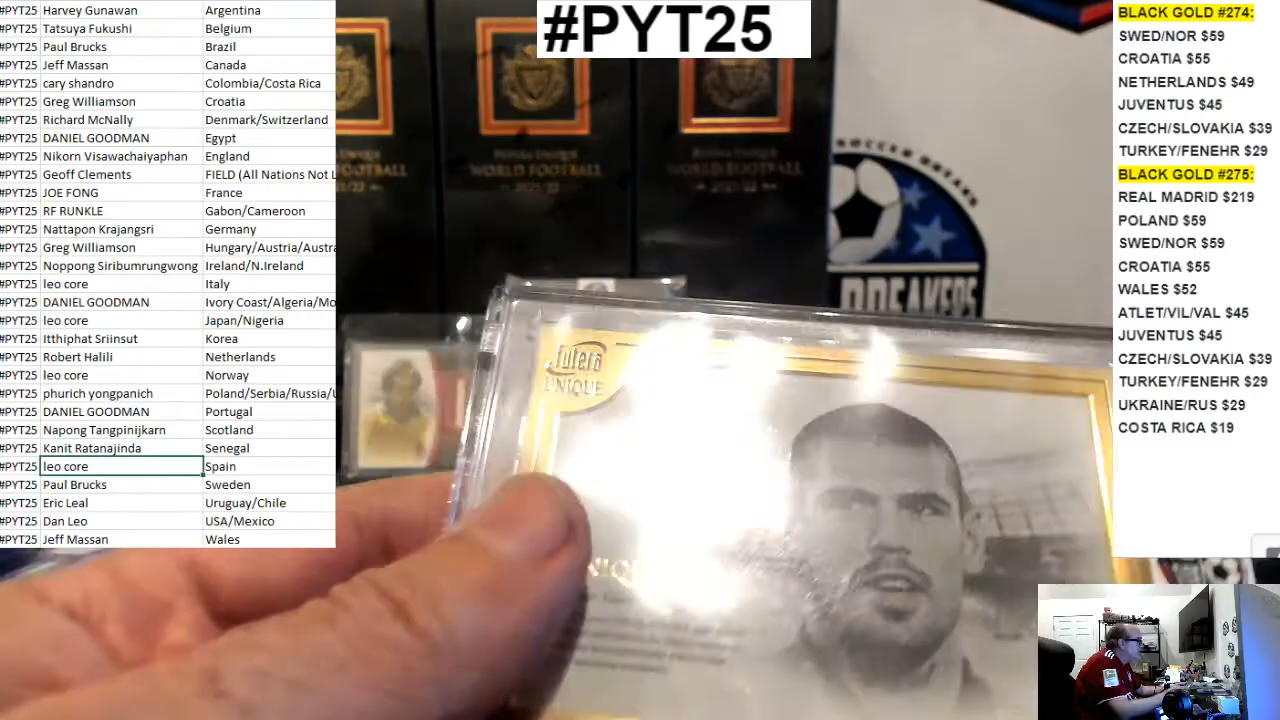 #PYT25 Harvey Gunawan Argentina
#PYT25 Tatsuya Fukushi Belgium
#PYT25 Paul Brucks Brazil
#PYT25 Jeff Massan Canada
#PYT25 cary shandro Colombia/Costa Rica
#PYT25 Greg Williamson Croatia
#PYT25 Richard McNally Denmark/Switzerland
#PYT25 DANIEL GOODMAN Egypt
#PYT25 Nikorn Visawachaiyaphan England
#PYT25 Geoff Clements FIELD (All Nations Not L
#PYT25 JOE FONG France
#PYT25 RF RUNKLE Gabon/Cameroon
#PYT25 Nattapon Krajangsri Germany
#PYT25 Greg Williamson Hungary/Austria/Austra
#PYT25 Noppong Siribumrungwong Ireland/N.Ireland
#PYT25 leo core Italy
#PYT25 DANIEL GOODMAN Ivory Coast/Algeria/Mo
#PYT25 leo core Japan/Nigeria
#PYT25 Itthiphat Sriinsut Korea
#PYT25 Robert Halili Netherlands
#PYT25 leo core Norway
#PYT25 phurich yongpanich Poland/Serbia/Russia/U
#PYT25 DANIEL GOODMAN Portugal
#PYT25 Napong Tangpinijkarn Scotland
#PYT25 Kanit Ratanajinda Senegal
#PYT25 leo core Spain
#PYT25 Paul Brucks Sweden
#PYT25 Eric Leal Uruguay/Chile
#PYT25 Dan Leo USA/Mexico
#PYT25 Jeff Massan Wales
#PYT25
WORLD FOOTBALL
2021/22
SOCCER
BREAKERS
futera
UNIQUE
BLACK GOLD #274:
SWED/NOR $59
CROATIA $55
NETHERLANDS $49
JUVENTUS $45
CZECH/SLOVAKIA $39
TURKEY/FENEHR $29
BLACK GOLD #275:
REAL MADRID $219
POLAND $59
SWED/NOR $59
CROATIA $55
WALES $52
ATLET/VIL/VAL $45
JUVENTUS $45
CZECH/SLOVAKIA $39
TURKEY/FENEHR $29
UKRAINE/RUS $29
COSTA RICA $19